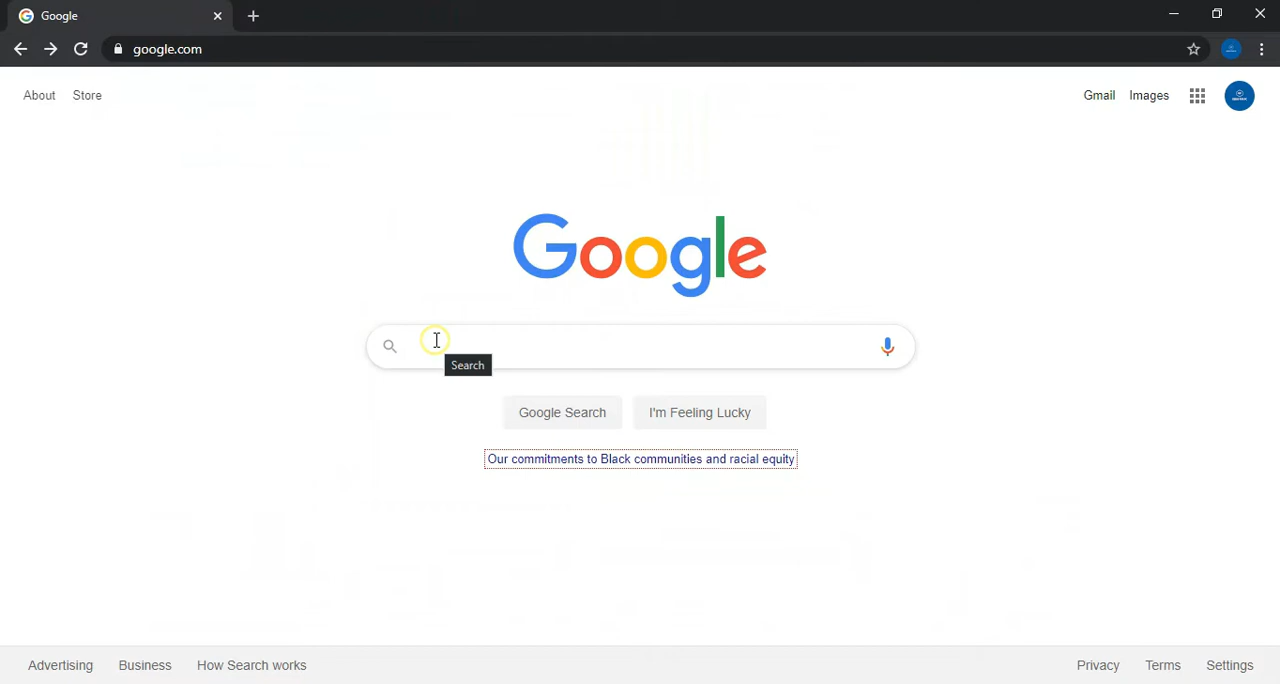 Google
google.com
About Store
Gmail Images
Google
Search
Google Search I'm Feeling Lucky
Our commitments to Black communities and racial equity
Advertising Business How Search works
Privacy Terms Settings